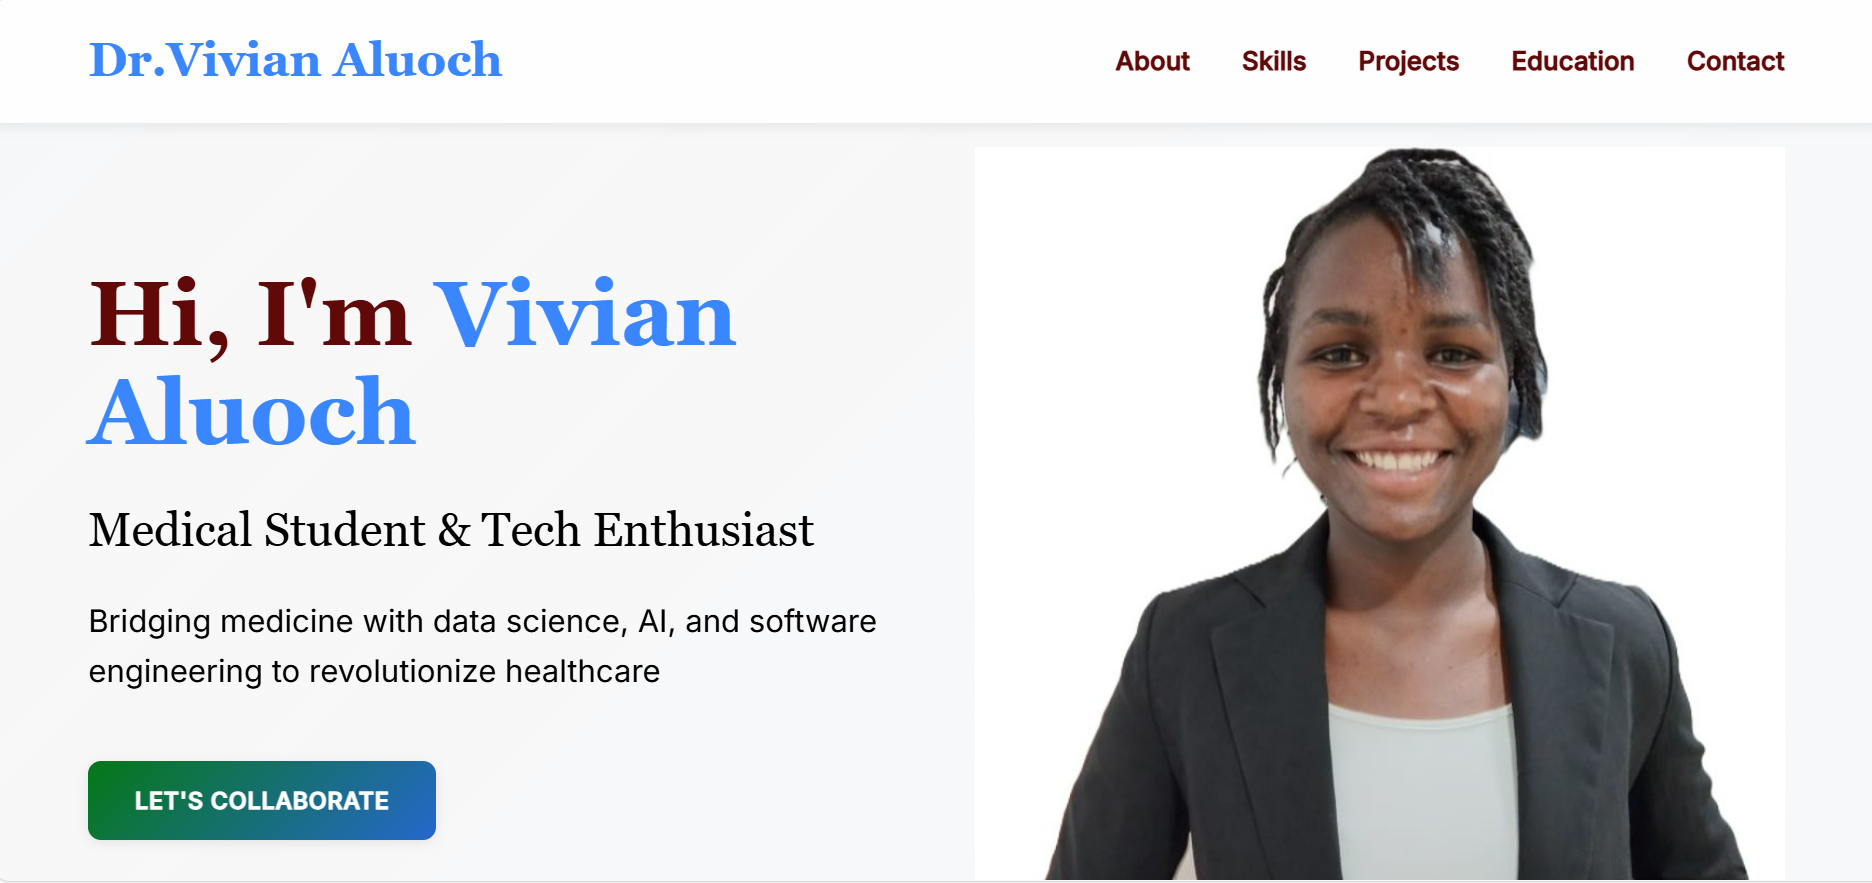 Dr.Vivian Aluoch
About Skills Projects Education Contact
Hi, I'm Vivian
Aluoch
Medical Student & Tech Enthusiast
Bridging medicine with data science, AI, and software
engineering to revolutionize healthcare
LET'S COLLABORATE